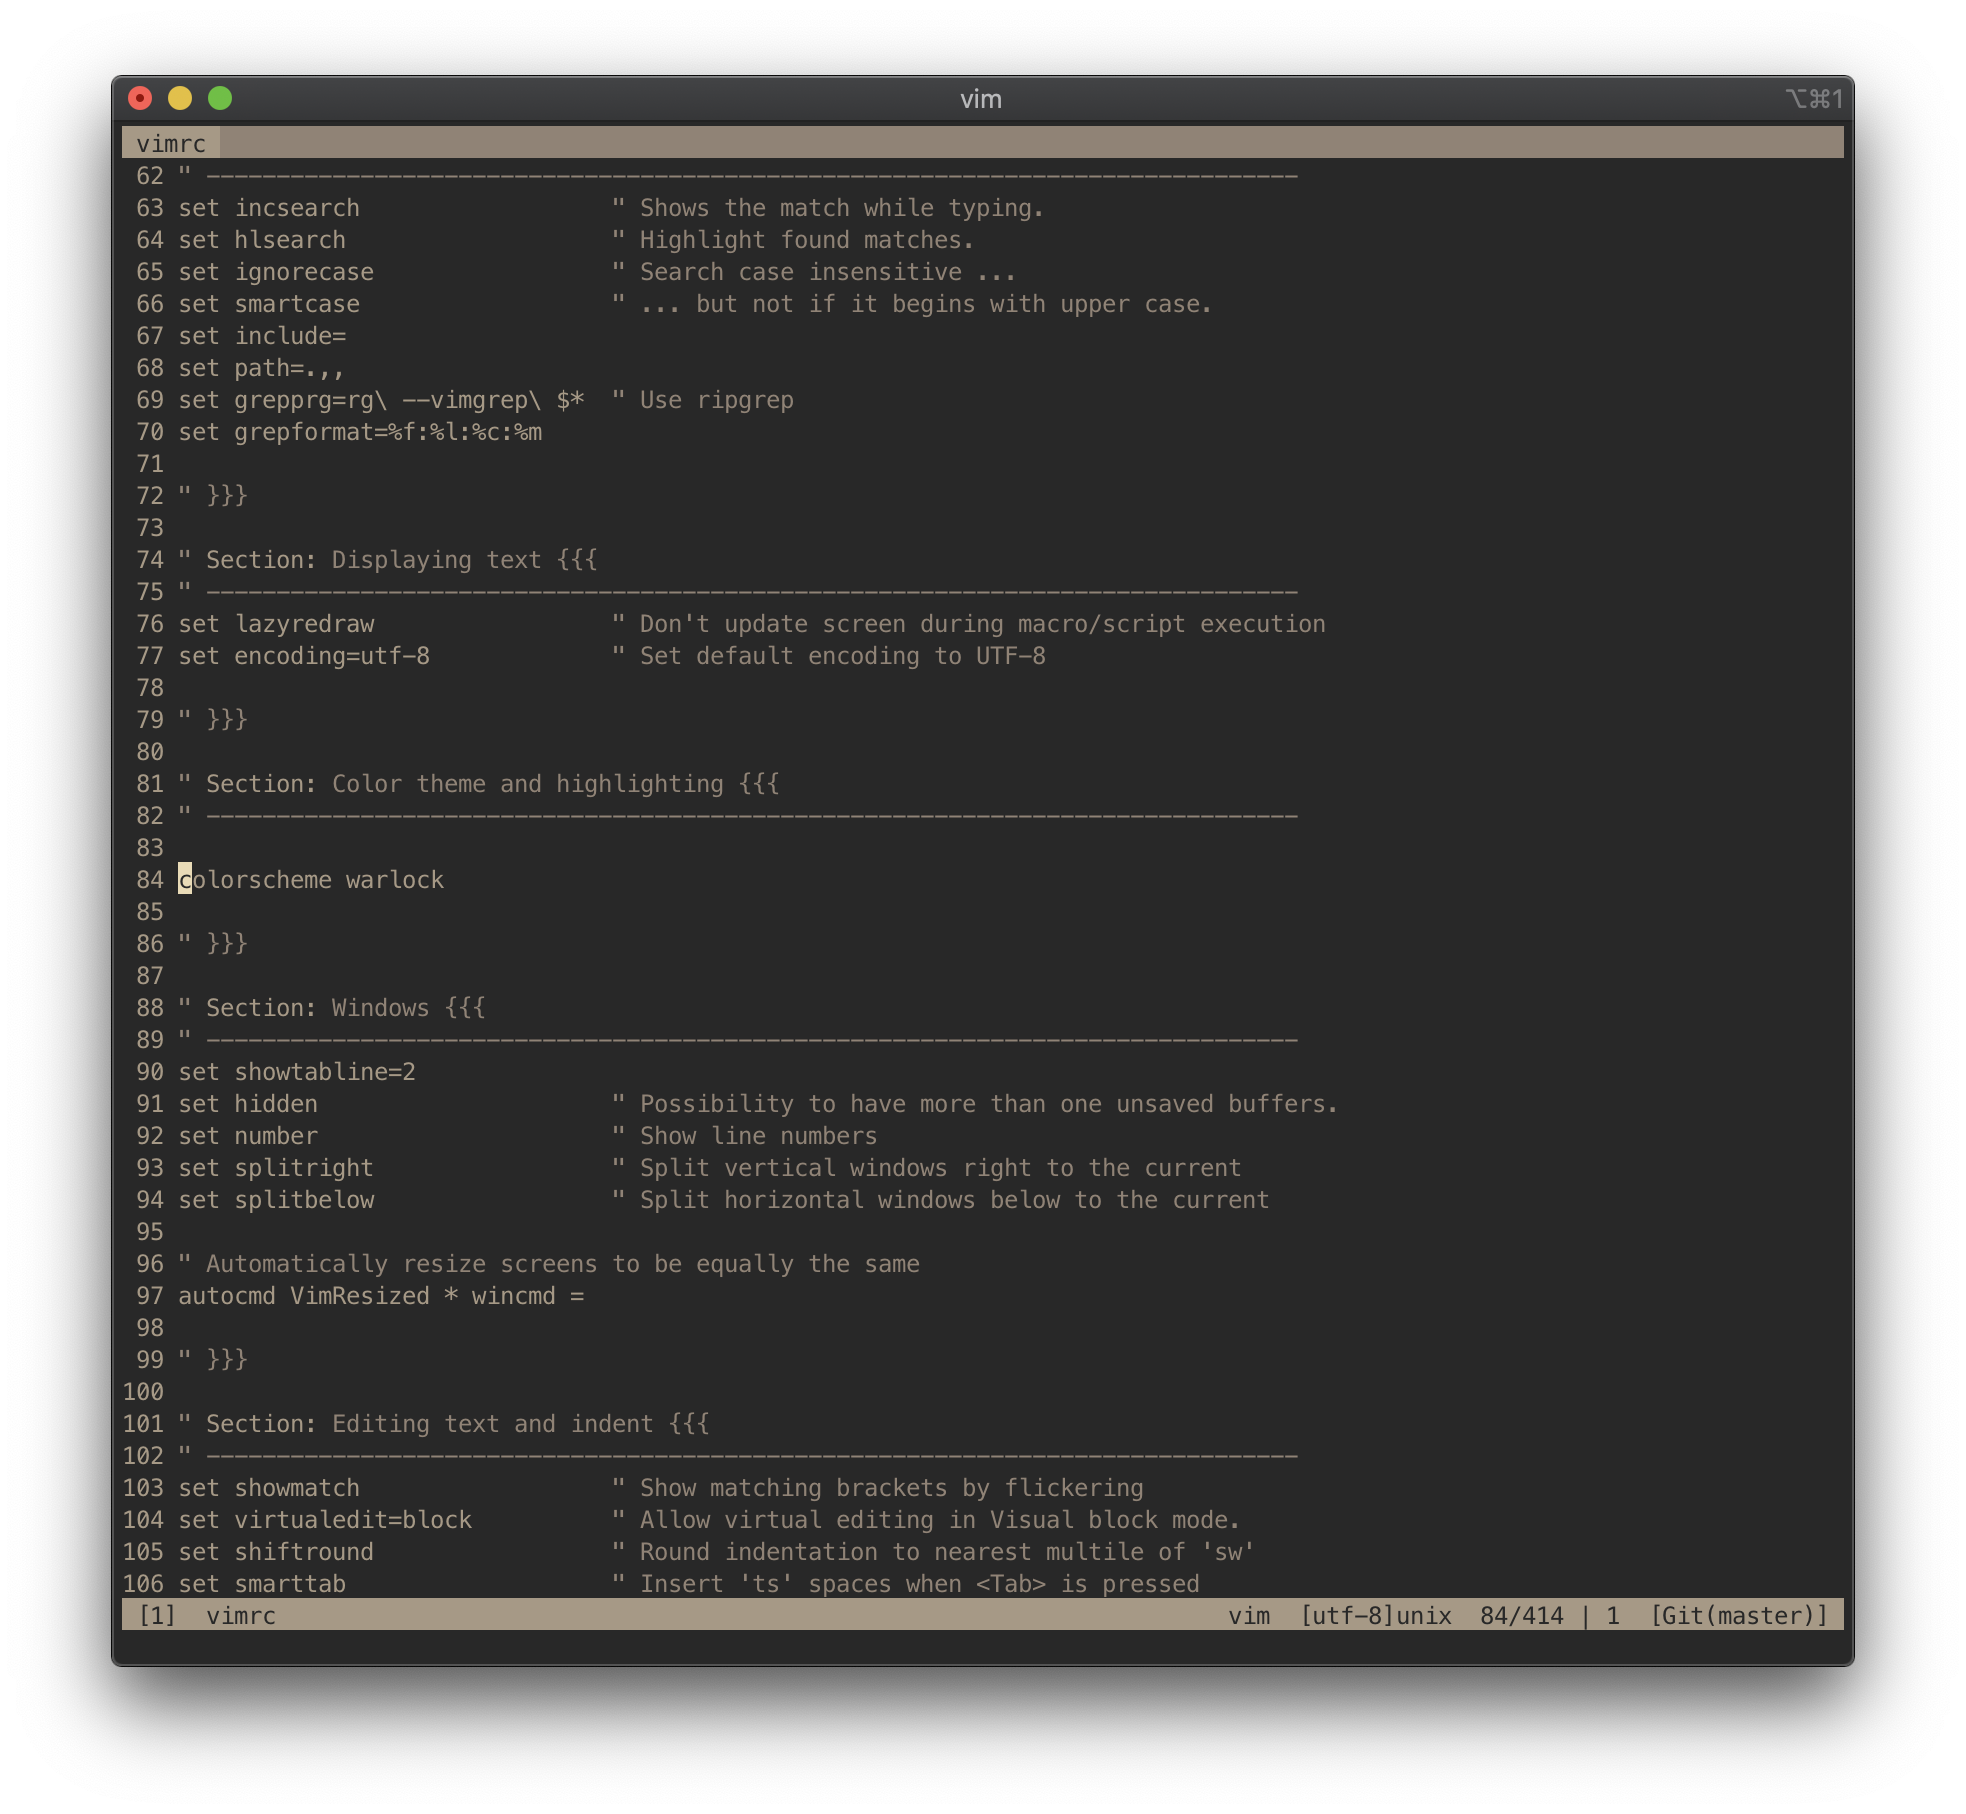 vim
⌥⌘1
vimrc
62 " ------------------------------------------------------------------------------
63 set incsearch                  " Shows the match while typing.
64 set hlsearch                   " Highlight found matches.
65 set ignorecase                 " Search case insensitive ...
66 set smartcase                  " ... but not if it begins with upper case.
67 set include=
68 set path=.,,
69 set grepprg=rg\ --vimgrep\ $*  " Use ripgrep
70 set grepformat=%f:%l:%c:%m
71
72 " }}}
73
74 " Section: Displaying text {{{
75 " ------------------------------------------------------------------------------
76 set lazyredraw                 " Don't update screen during macro/script execution
77 set encoding=utf-8             " Set default encoding to UTF-8
78
79 " }}}
80
81 " Section: Color theme and highlighting {{{
82 " ------------------------------------------------------------------------------
83
84 colorscheme warlock
85
86 " }}}
87
88 " Section: Windows {{{
89 " ------------------------------------------------------------------------------
90 set showtabline=2
91 set hidden                     " Possibility to have more than one unsaved buffers.
92 set number                     " Show line numbers
93 set splitright                 " Split vertical windows right to the current
94 set splitbelow                 " Split horizontal windows below to the current
95
96 " Automatically resize screens to be equally the same
97 autocmd VimResized * wincmd =
98
99 " }}}
100
101 " Section: Editing text and indent {{{
102 " ------------------------------------------------------------------------------
103 set showmatch                  " Show matching brackets by flickering
104 set virtualedit=block          " Allow virtual editing in Visual block mode.
105 set shiftround                 " Round indentation to nearest multile of 'sw'
106 set smarttab                   " Insert 'ts' spaces when <Tab> is pressed
[1]  vimrc  vim  [utf-8]unix  84/414 | 1  [Git(master)]